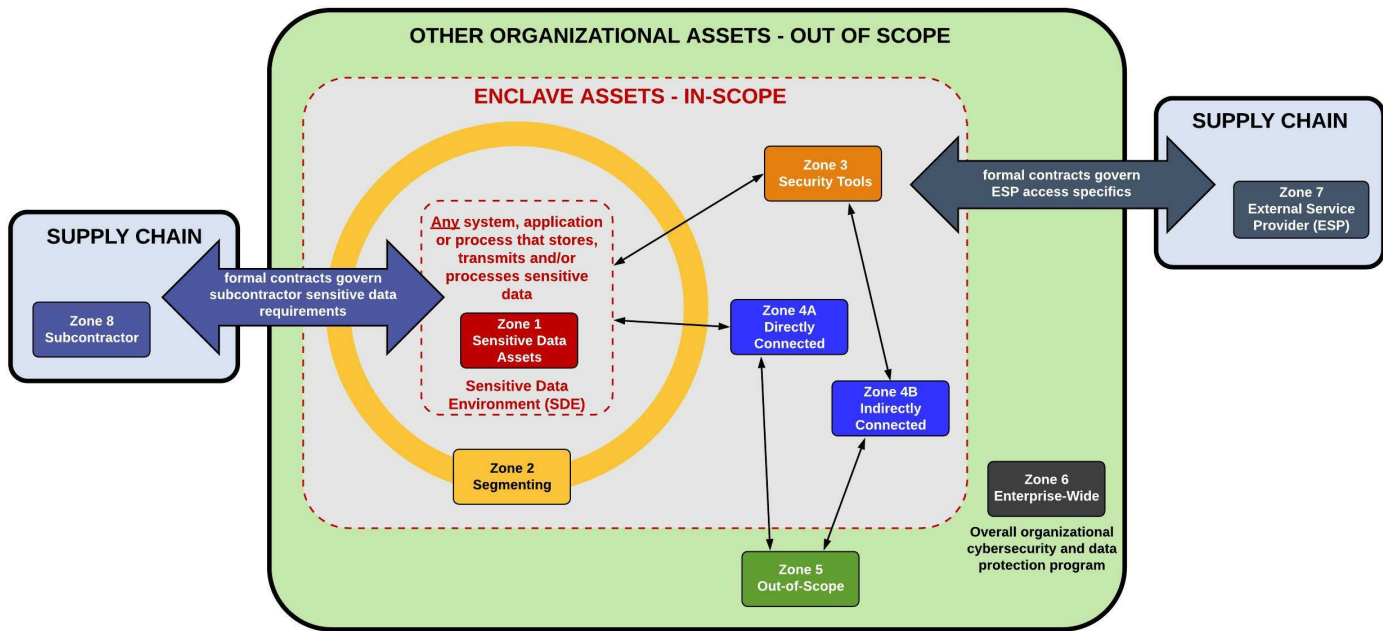 OTHER ORGANIZATIONAL ASSETS - OUT OF SCOPE
ENCLAVE ASSETS - IN-SCOPE
SUPPLY CHAIN
formal contracts govern
subcontractor sensitive data
requirements
Zone 8
Subcontractor
Any system, application
or process that stores,
transmits and/or
processes sensitive
data
Zone 1
Sensitive Data
Assets
Sensitive Data
Environment (SDE)
Zone 2
Segmenting
Zone 3
Security Tools
Zone 4A
Directly
Connected
Zone 4B
Indirectly
Connected
Zone 5
Out-of-Scope
Zone 6
Enterprise-Wide
Overall organizational
cybersecurity and data
protection program
SUPPLY CHAIN
formal contracts govern
ESP access specifics
Zone 7
External Service
Provider (ESP)